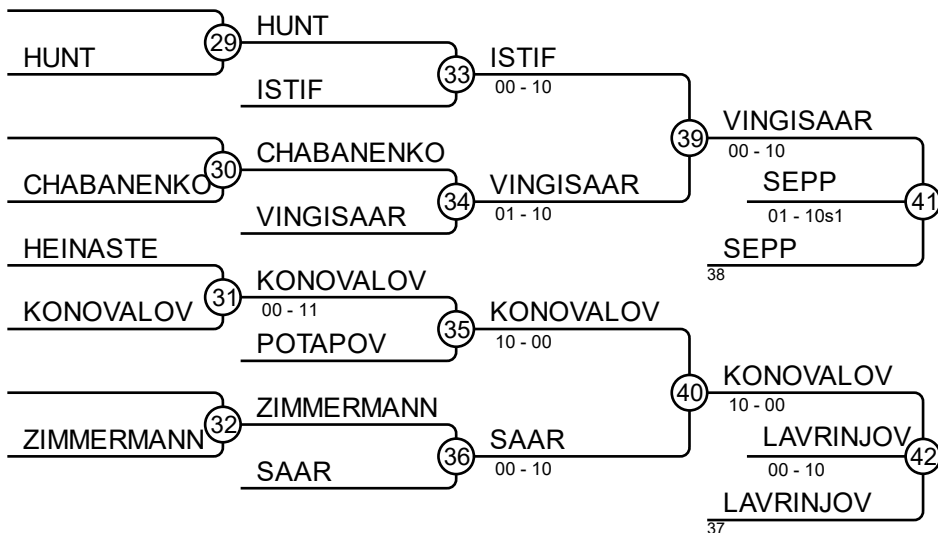 HUNT
29
HUNT
ISTIF
33
ISTIF
00 - 10
CHABANENKO
30
CHABANENKO
VINGISAAR
34
VINGISAAR
01 - 10
39
VINGISAAR
00 - 10
SEPP
01 - 10s1
41
SEPP
38
HEINASTE
KONOVALOV
31
KONOVALOV
00 - 11
POTAPOV
35
KONOVALOV
10 - 00
ZIMMERMANN
32
ZIMMERMANN
SAAR
36
SAAR
00 - 10
40
KONOVALOV
10 - 00
LAVRINJOV
00 - 10
42
LAVRINJOV
37